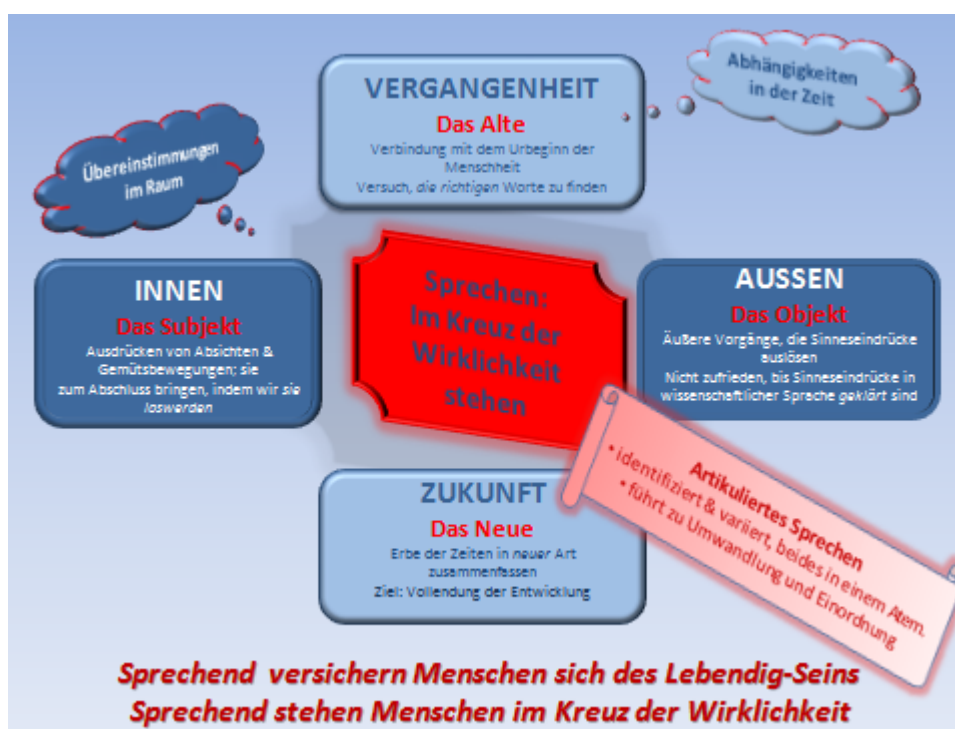 Abhängigkeiten
in der Zeit
VERGANGENHEIT
Das Alte
Verbindung mit dem Urbeginn der
Menschheit
Versuch, die richtigen Worte zu finden
Übereinstimmungen
im Raum
INNEN
Das Subjekt
Ausdrücken von Absichten &
Gemütsbewegungen; sie
zum Abschluss bringen, indem wir sie
loswerden
Sprechen:
Im Kreuz der
Wirklichkeit
stehen
AUSSEN
Das Objekt
Äußere Vorgänge, die Sinneseindrücke
auslösen
Nicht zufrieden, bis Sinneseindrücke in
wissenschaftlicher Sprache geklärt sind
ZUKUNFT
Das Neue
Erbe der Zeiten in neuer Art
zusammenfassen
Ziel: Vollendung der Entwicklung
Artikuliertes Sprechen
• identifiziert & variiert, beides in einem Atem.
• führt zu Umwandlung und Einordnung
Sprechend versichern Menschen sich des Lebendig-Seins
Sprechend stehen Menschen im Kreuz der Wirklichkeit